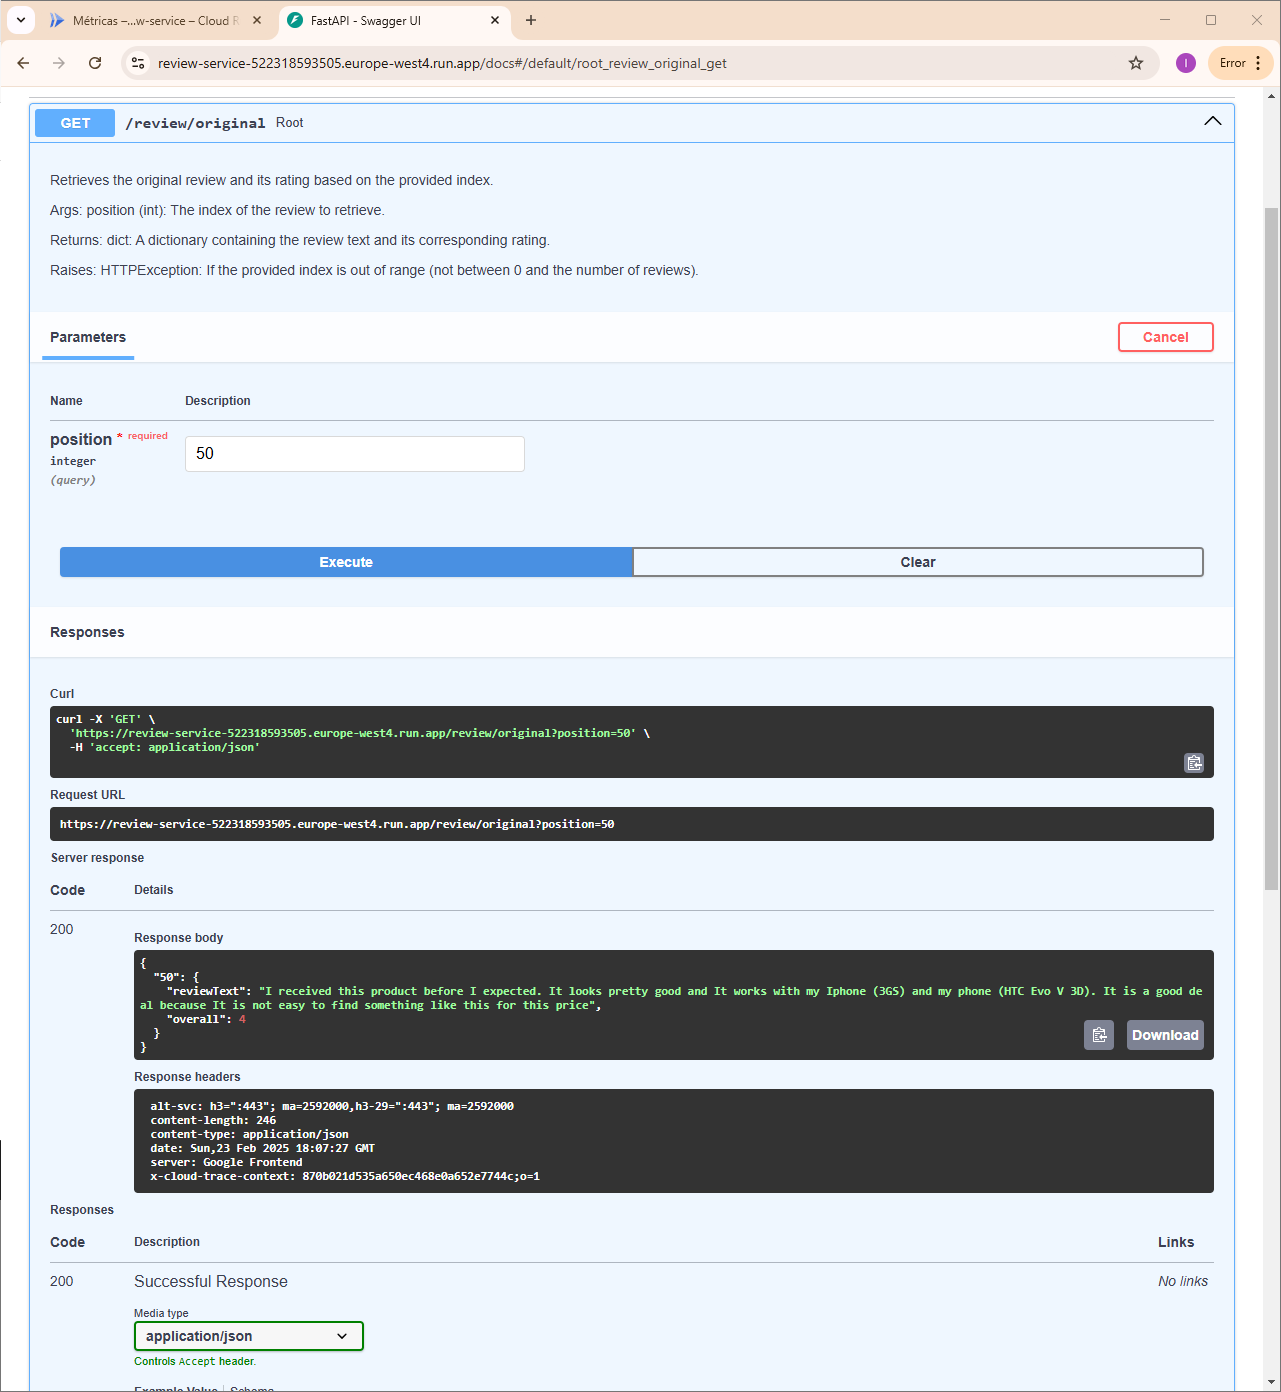 Métricas –...w-service – Cloud R
FastAPI - Swagger UI
review-service-522318593505.europe-west4.run.app/docs#/default/root_review_original_get
I
Error
GET /review/original Root
Retrieves the original review and its rating based on the provided index.
Args: position (int): The index of the review to retrieve.
Returns: dict: A dictionary containing the review text and its corresponding rating.
Raises: HTTPException: If the provided index is out of range (not between 0 and the number of reviews).
Parameters
Cancel
Name Description
position * required
integer
(query)
50
Execute
Clear
Responses
Curl
curl -X 'GET' \
'https://review-service-522318593505.europe-west4.run.app/review/original?position=50' \
-H 'accept: application/json'
Request URL
https://review-service-522318593505.europe-west4.run.app/review/original?position=50
Server response
Code Details
200
Response body
{
"50": {
"reviewText": "I received this product before I expected. It looks pretty good and It works with my Iphone (3GS) and my phone (HTC Evo V 3D). It is a good de
al because It is not easy to find something like this for this price",
"overall": 4
}
}
Download
Response headers
alt-svc: h3=":443"; ma=2592000,h3-29=":443"; ma=2592000
content-length: 246
content-type: application/json
date: Sun,23 Feb 2025 18:07:27 GMT
server: Google Frontend
x-cloud-trace-context: 870b021d535a650ec468e0a652e7744c;o=1
Responses
Code Description Links
200 Successful Response No links
Media type
application/json
Controls Accept header.
Example Value | Schema